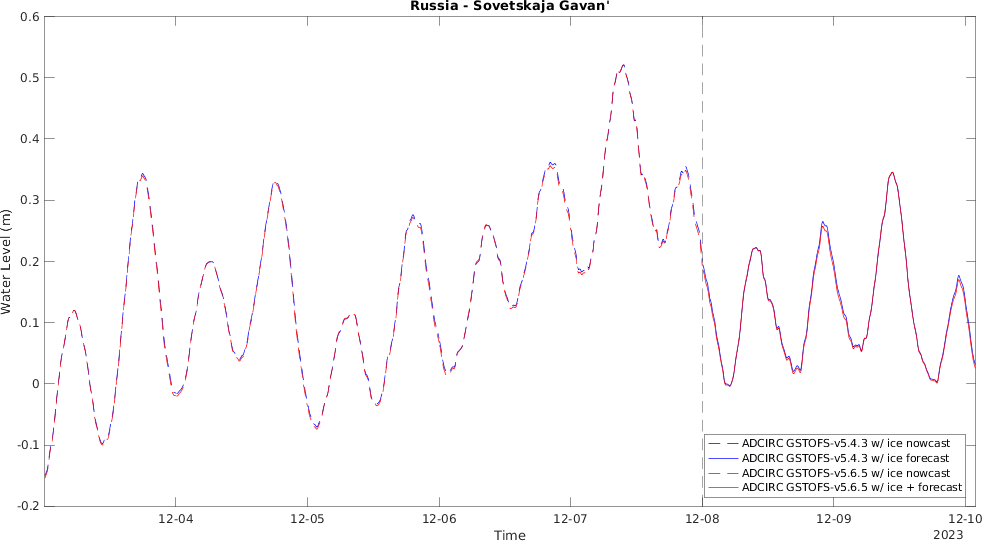 Russia - Sovetskaja Gavan'
0.6
0.5
0.4
0.3
0.2
0.1
0
-0.1
-0.2
Water Level (m)
ADCIRC GSTOFS-v5.4.3 w/ ice nowcast
ADCIRC GSTOFS-v5.4.3 w/ ice forecast
ADCIRC GSTOFS-v5.6.5 w/ ice nowcast
ADCIRC GSTOFS-v5.6.5 w/ ice + forecast
12-04 12-05 12-06 12-07 12-08 12-09 12-10
Time
2023